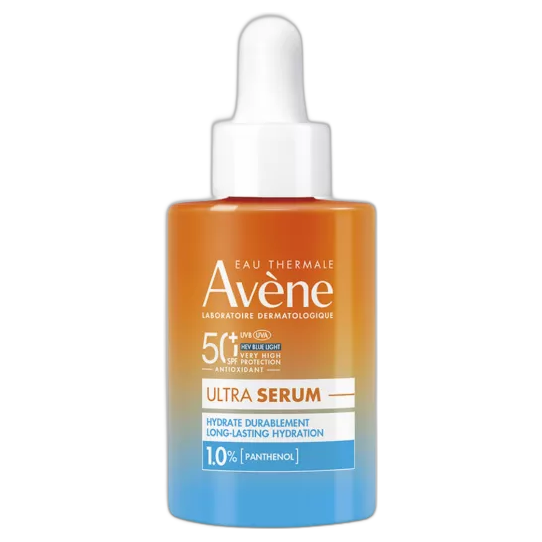 EAU THERMALE
Avène
LABORATOIRE DERMATOLOGIQUE
50+ SPF UVB UVA
HEV BLUE LIGHT
VERY HIGH
PROTECTION
ANTIOXIDANT
ULTRA SERUM
HYDRATE DURABLEMENT
LONG-LASTING HYDRATION
1.0% [PANTHENOL]